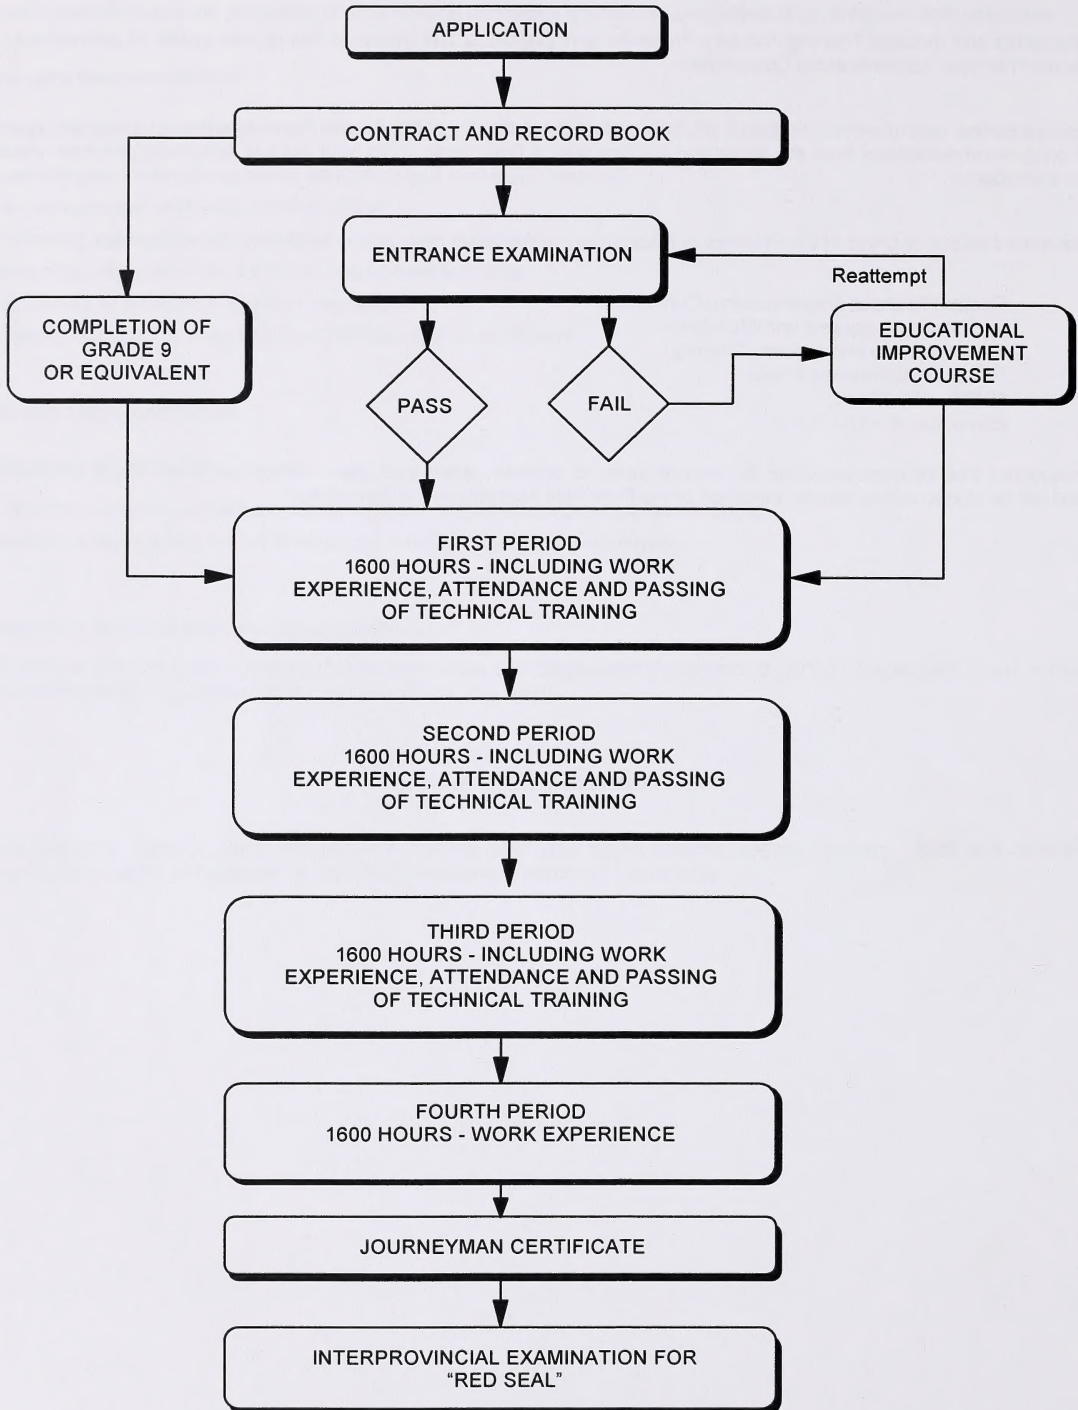 APPLICATION
CONTRACT AND RECORD BOOK
ENTRANCE EXAMINATION
Reattempt
COMPLETION OF
GRADE 9
OR EQUIVALENT
EDUCATIONAL
IMPROVEMENT
COURSE
PASS
FAIL
FIRST PERIOD
1600 HOURS - INCLUDING WORK
EXPERIENCE, ATTENDANCE AND PASSING
OF TECHNICAL TRAINING
SECOND PERIOD
1600 HOURS - INCLUDING WORK
EXPERIENCE, ATTENDANCE AND PASSING
OF TECHNICAL TRAINING
THIRD PERIOD
1600 HOURS - INCLUDING WORK
EXPERIENCE, ATTENDANCE AND PASSING
OF TECHNICAL TRAINING
FOURTH PERIOD
1600 HOURS - WORK EXPERIENCE
JOURNEYMAN CERTIFICATE
INTERPROVINCIAL EXAMINATION FOR
"RED SEAL"